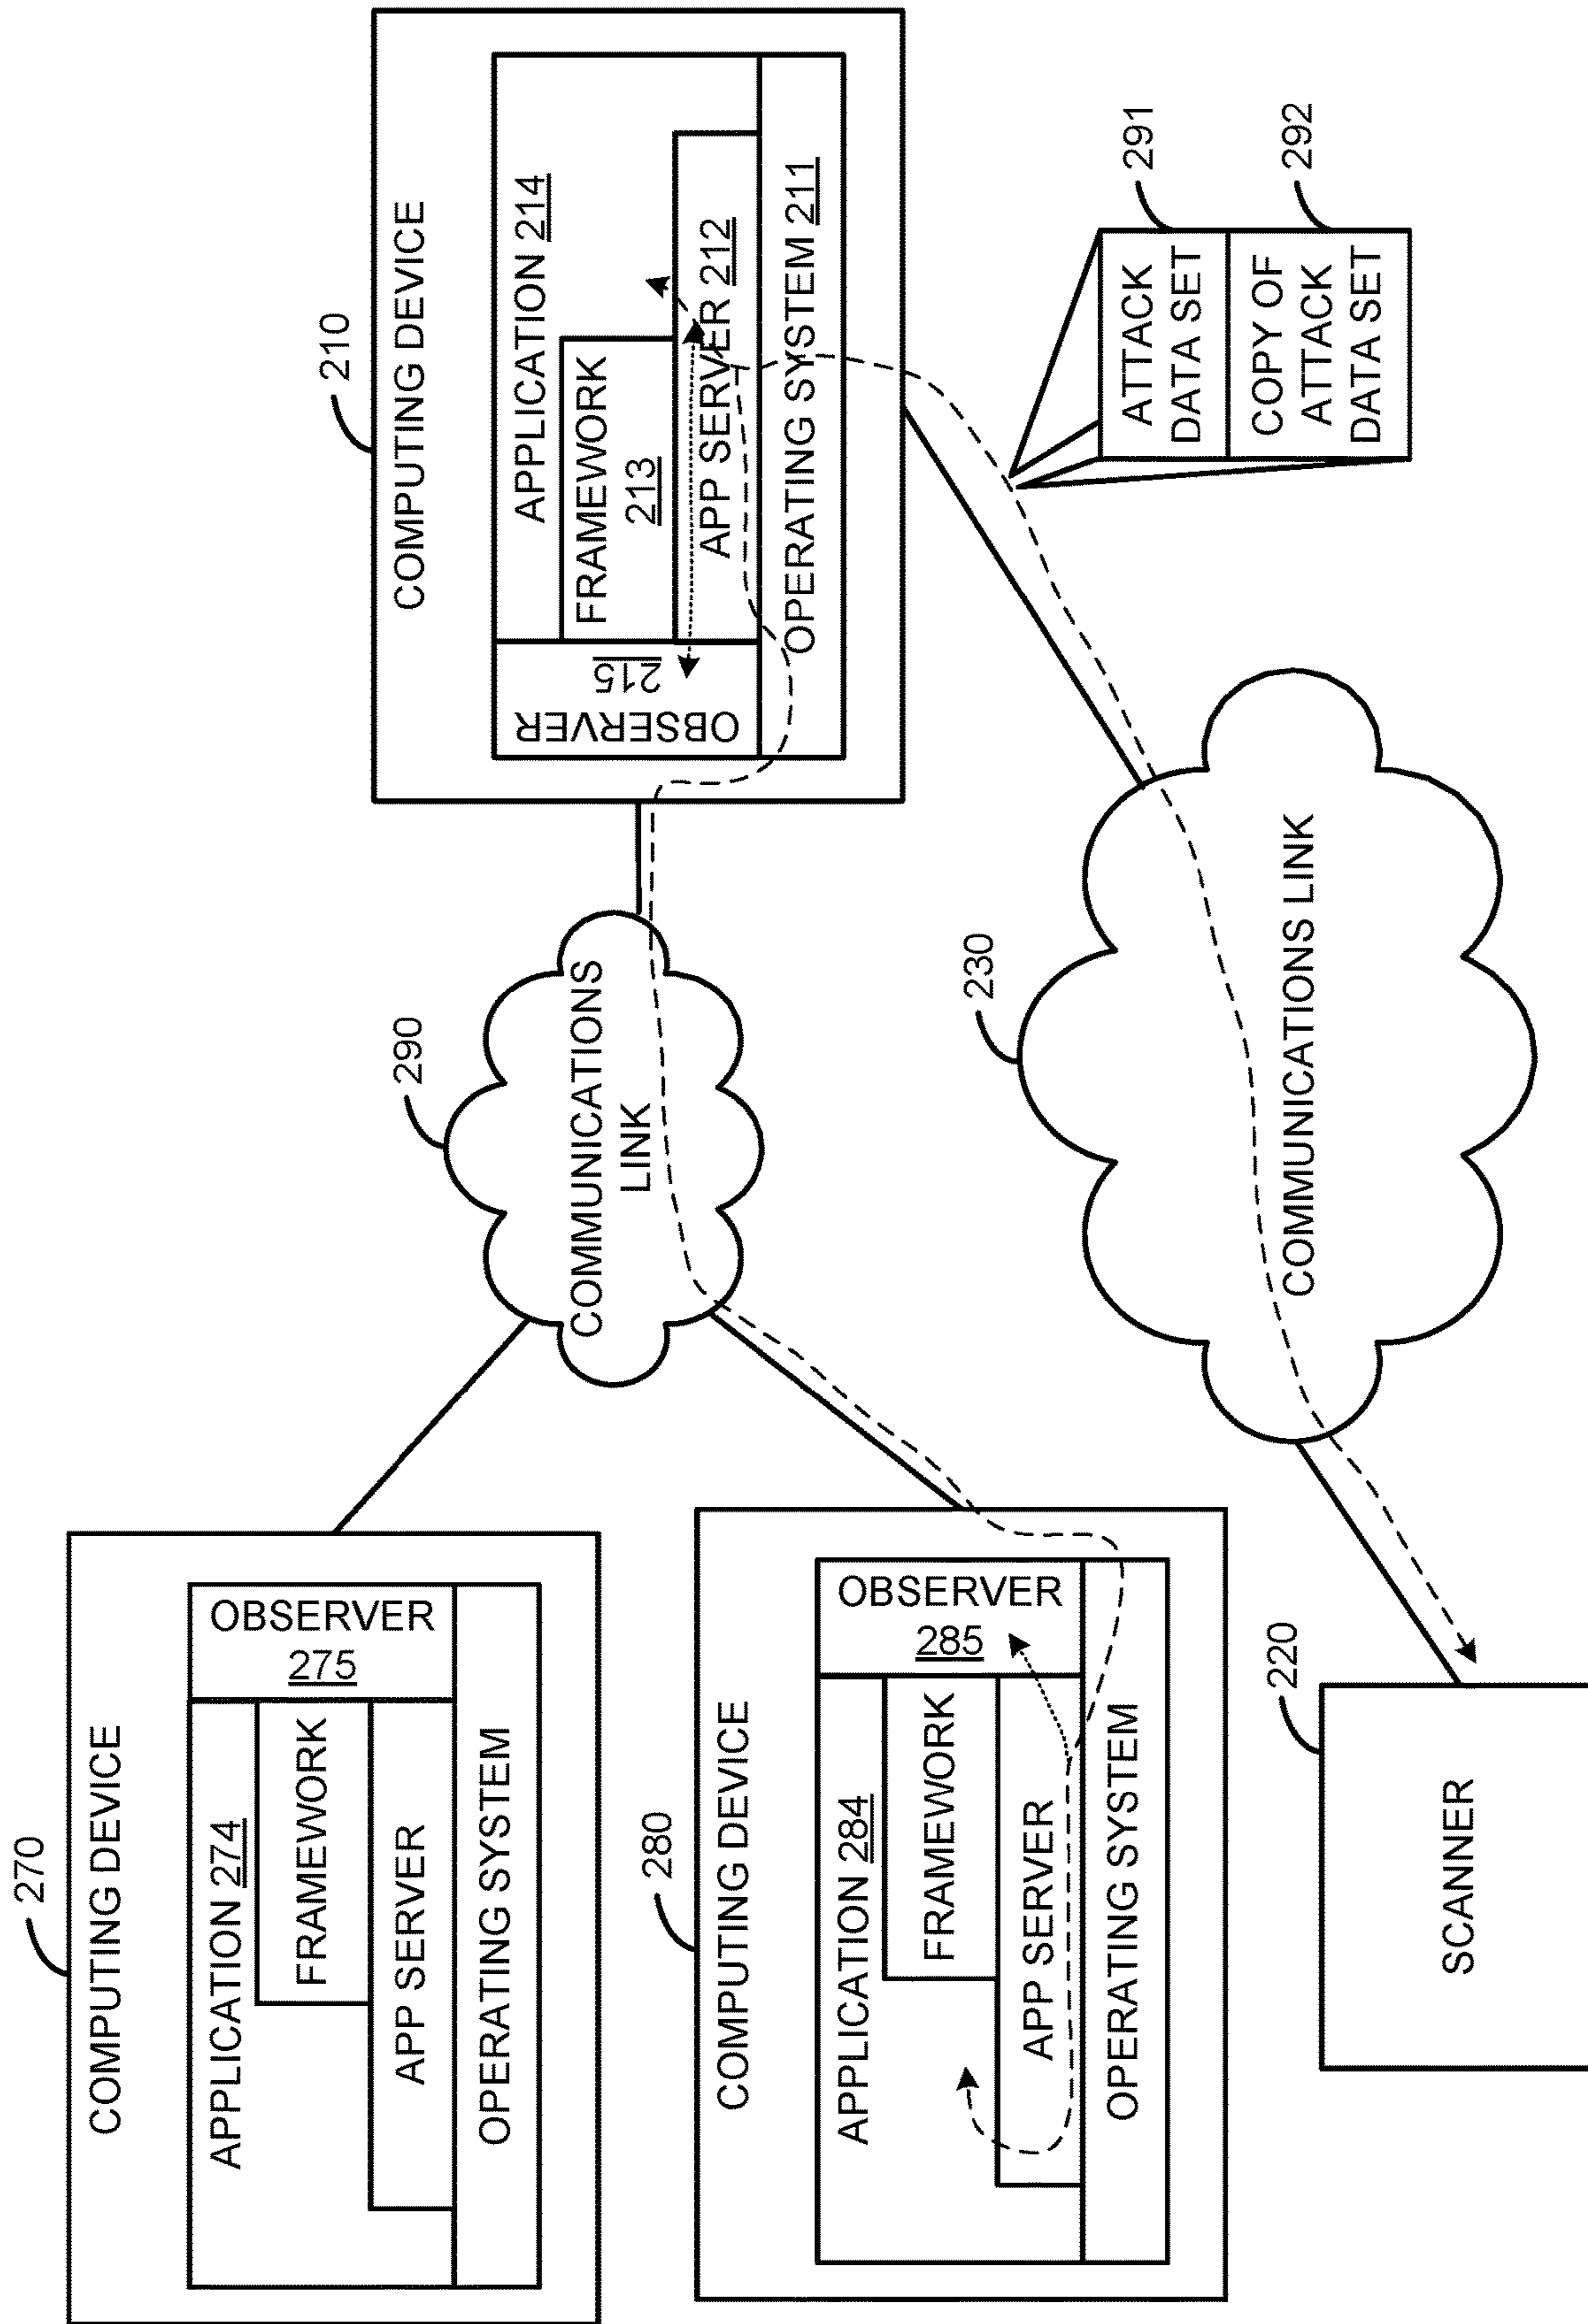 270
COMPUTING DEVICE
APPLICATION 274
FRAMEWORK
APP SERVER
OPERATING SYSTEM
OBSERVER
275
280
COMPUTING DEVICE
APPLICATION 284
FRAMEWORK
APP SERVER
OPERATING SYSTEM
OBSERVER
285
220
SCANNER
290
COMMUNICATIONS
LINK
230
COMMUNICATIONS LINK
210
COMPUTING DEVICE
APPLICATION 214
FRAMEWORK
213
APP SERVER 212
OPERATING SYSTEM 211
OBSERVER
215
ATTACK
DATA SET
291
COPY OF
ATTACK
DATA SET
292